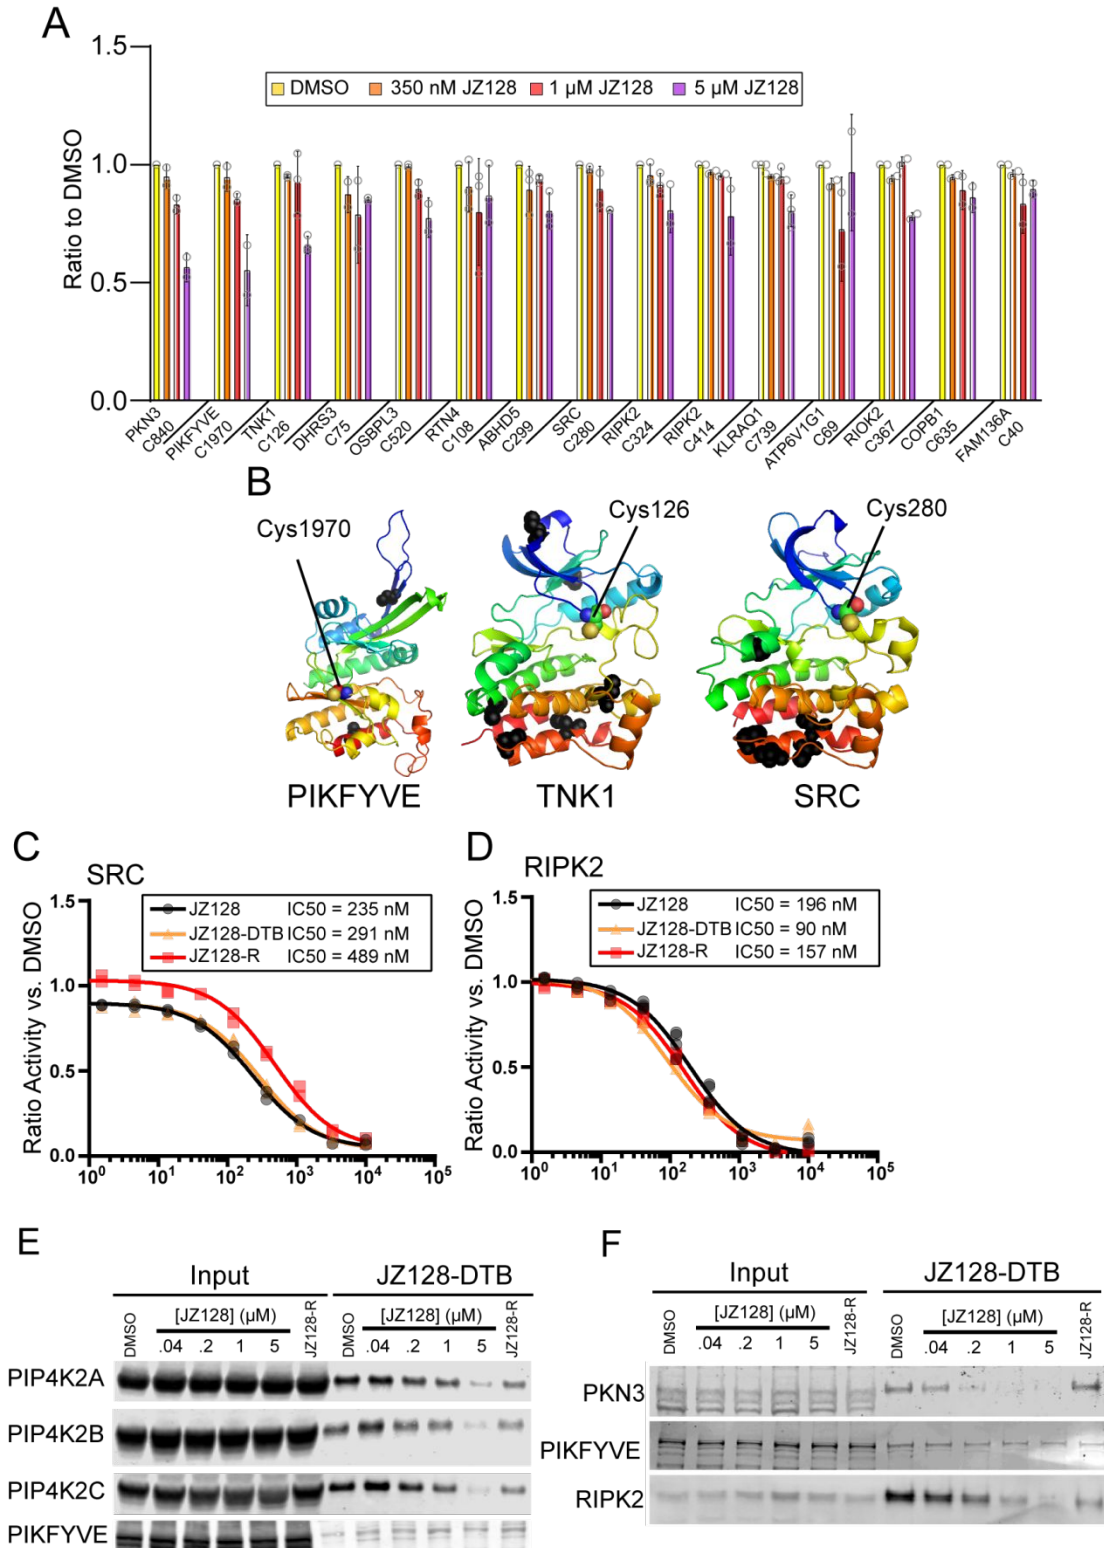 A
1.5
1.0
0.5
0.0
Ratio to DMSO
DMSO 350 nM JZ128 1 µM JZ128 5 µM JZ128
PKN3 C840
PIKFYVE C1970
TNK1 C126
DHRS3 C75
OSBPL3 C520
RTN4 C108
ABHD5 C299
SRC C280
RIPK2 C324
RIPK2 C414
KLRAQ1 C739
ATP6V1G1 C69
RIOK2 C367
COPB1 C635
FAM136A C40
B
Cys1970
Cys126
Cys280
PIKFYVE
TNK1
SRC
C
SRC
JZ128 IC50 = 235 nM
JZ128-DTB IC50 = 291 nM
JZ128-R IC50 = 489 nM
Ratio Activity vs. DMSO
1.5
1.0
0.5
0.0
10⁰ 10¹ 10² 10³ 10⁴ 10⁵
D
RIPK2
JZ128 IC50 = 196 nM
JZ128-DTB IC50 = 90 nM
JZ128-R IC50 = 157 nM
Ratio Activity vs. DMSO
1.5
1.0
0.5
0.0
10⁰ 10¹ 10² 10³ 10⁴ 10⁵
E
Input JZ128-DTB
DMSO [JZ128] (µM) JZ128-R DMSO [JZ128] (µM) JZ128-R
.04 .2 1 5 .04 .2 1 5
PIP4K2A
PIP4K2B
PIP4K2C
PIKFYVE
F
Input JZ128-DTB
DMSO [JZ128] (µM) JZ128-R DMSO [JZ128] (µM) JZ128-R
.04 .2 1 5 .04 .2 1 5
PKN3
PIKFYVE
RIPK2